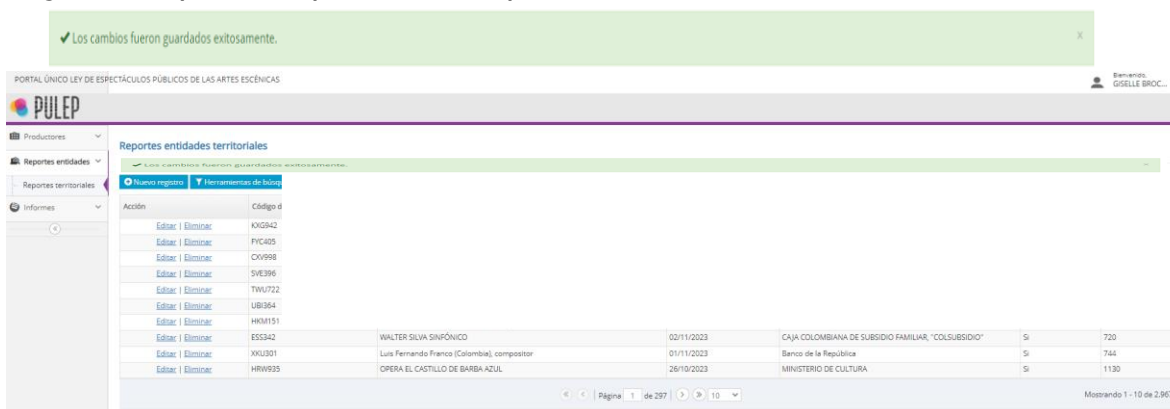 ✔ Los cambios fueron guardados exitosamente. X
PORTAL ÚNICO LEY DE ESPECTÁCULOS PÚBLICOS DE LAS ARTES ESCÉNICAS
Bienvenido,
GISELLE BROC...
PULEP
Productores
Reportes entidades
Reportes territoriales
Informes
Reportes entidades territoriales
Los cambios fueron guardados exitosamente.
Nuevo registro Herramientas de búsq
Acción Código d
Editar | Eliminar KXG942
Editar | Eliminar FYC405
Editar | Eliminar CXV998
Editar | Eliminar SVE396
Editar | Eliminar TWU722
Editar | Eliminar UBI364
Editar | Eliminar HKM151
Editar | Eliminar ESS342 WALTER SILVA SINFÓNICO 02/11/2023 CAJA COLOMBIANA DE SUBSIDIO FAMILIAR, "COLSUBSIDIO" Si 720
Editar | Eliminar XKU301 Luis Fernando Franco (Colombia), compositor 01/11/2023 Banco de la República Si 744
Editar | Eliminar HRW935 OPERA EL CASTILLO DE BARBA AZUL 26/10/2023 MINISTERIO DE CULTURA Si 1130
Página 1 de 297 10
Mostrando 1 - 10 de 2.96